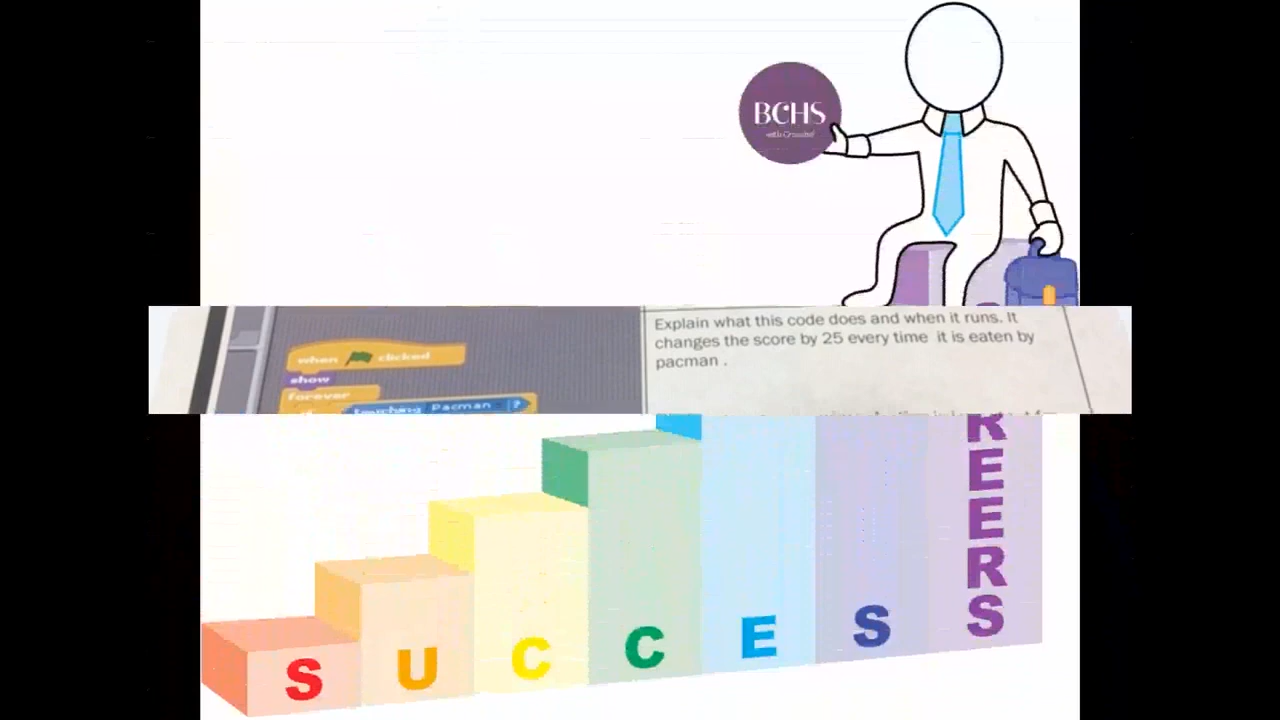 BCHS
when clicked
show
forever
touching Pacman ?
Explain what this code does and when it runs. It
changes the score by 25 every time it is eaten by
pacman .
REERS
SUCCESS